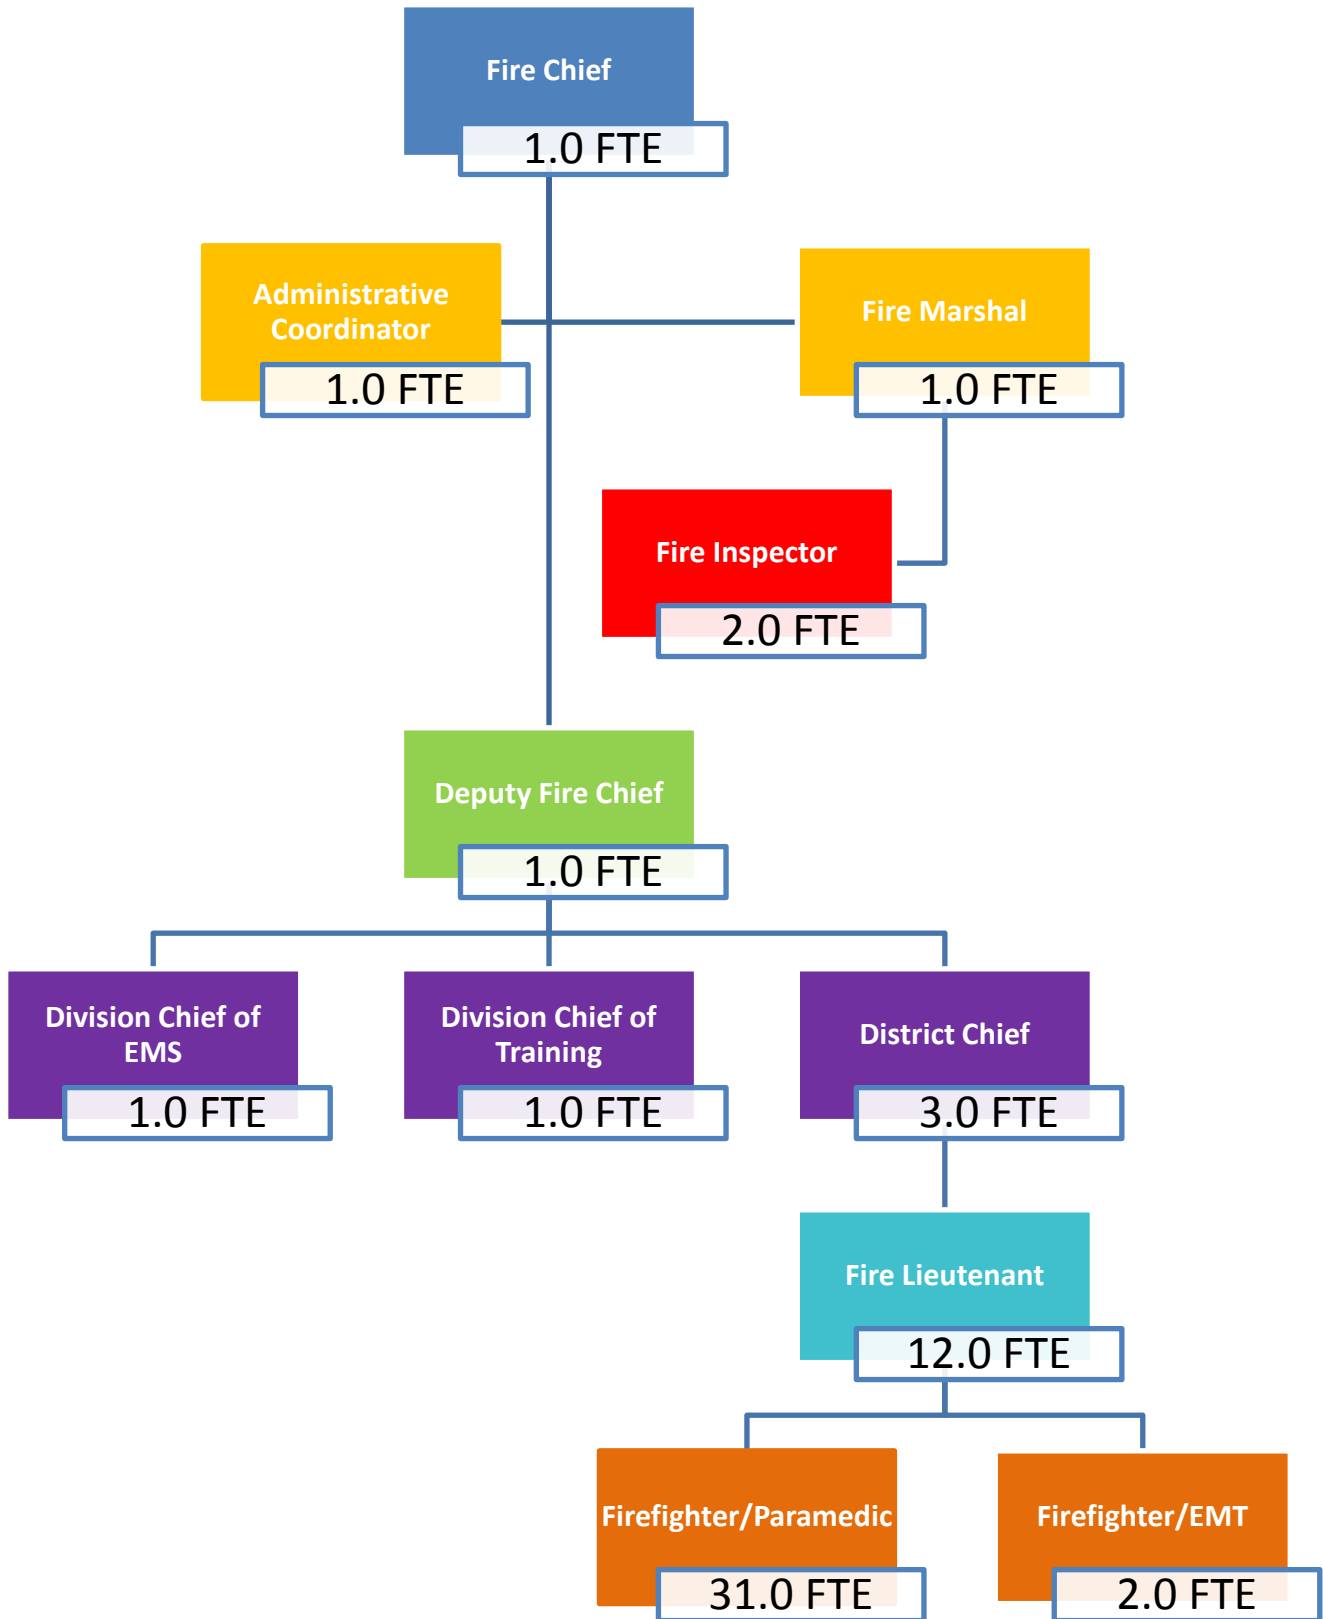 Fire Chief
1.0 FTE
Administrative
Coordinator
1.0 FTE
Fire Marshal
1.0 FTE
Fire Inspector
2.0 FTE
Deputy Fire Chief
1.0 FTE
Division Chief of
EMS
1.0 FTE
Division Chief of
Training
1.0 FTE
District Chief
3.0 FTE
Fire Lieutenant
12.0 FTE
Firefighter/Paramedic
31.0 FTE
Firefighter/EMT
2.0 FTE